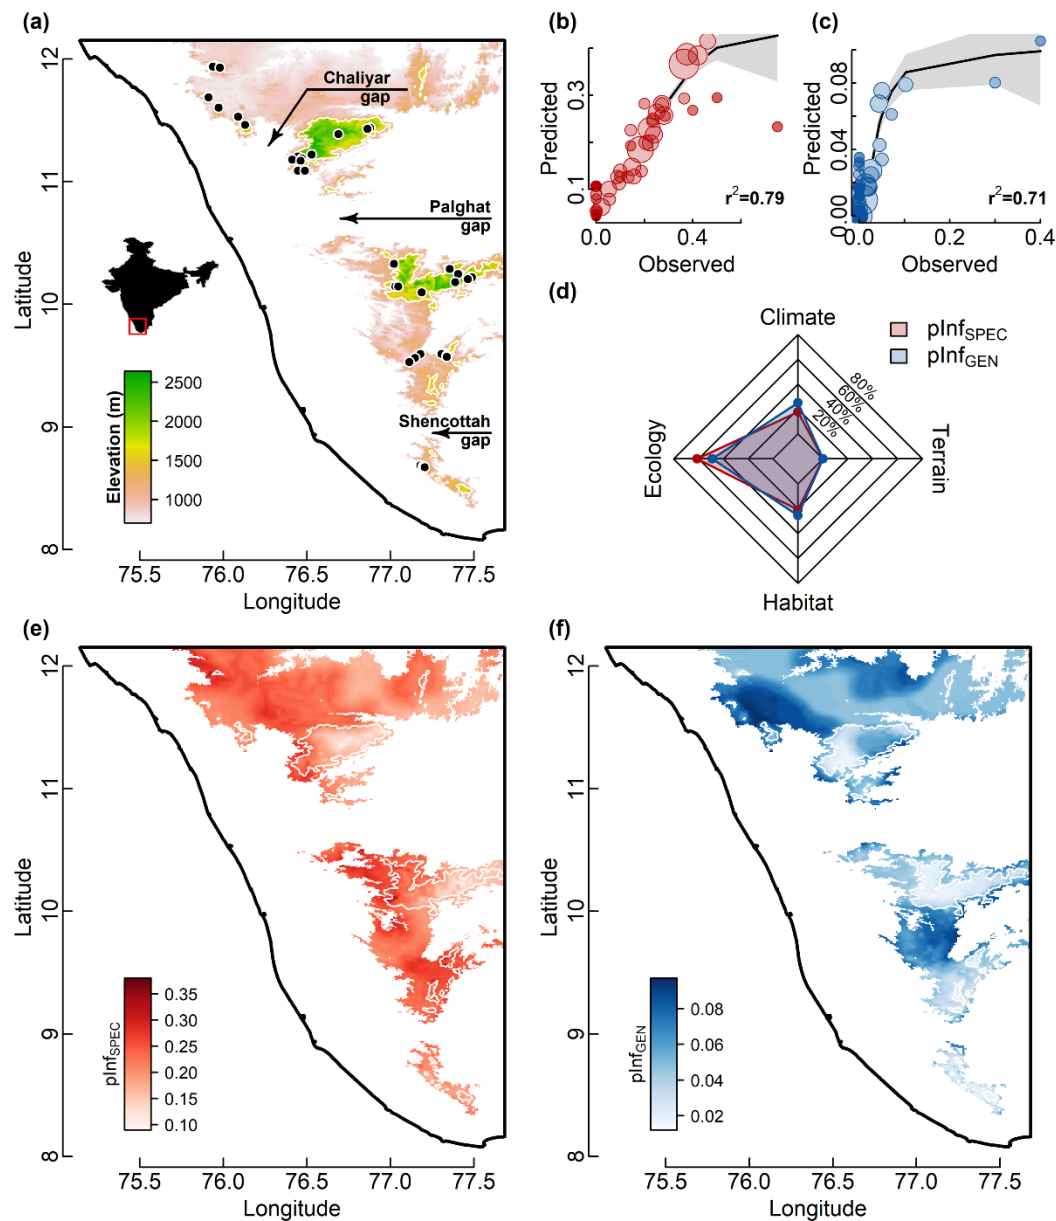 (a)
12
11
10
9
8
Latitude
75.5 76.0 76.5 77.0 77.5
Longitude
Chaliyar
gap
Palghat
gap
Shencottah
gap
Elevation (m)
2500
2000
1500
1000
(b)
Predicted
0.3
0.1
0.0 0.4
Observed
r²=0.79
(c)
Predicted
0.08
0.04
0.00
0.0 0.2 0.4
Observed
r²=0.71
(d)
Climate
Terrain
Habitat
Ecology
80%
60%
40%
20%
pInfSPEC
pInfGEN
(e)
12
11
10
9
8
Latitude
75.5 76.0 76.5 77.0 77.5
Longitude
pInfSPEC
0.35
0.30
0.25
0.20
0.15
0.10
(f)
12
11
10
9
8
Latitude
75.5 76.0 76.5 77.0 77.5
Longitude
pInfGEN
0.08
0.06
0.04
0.02